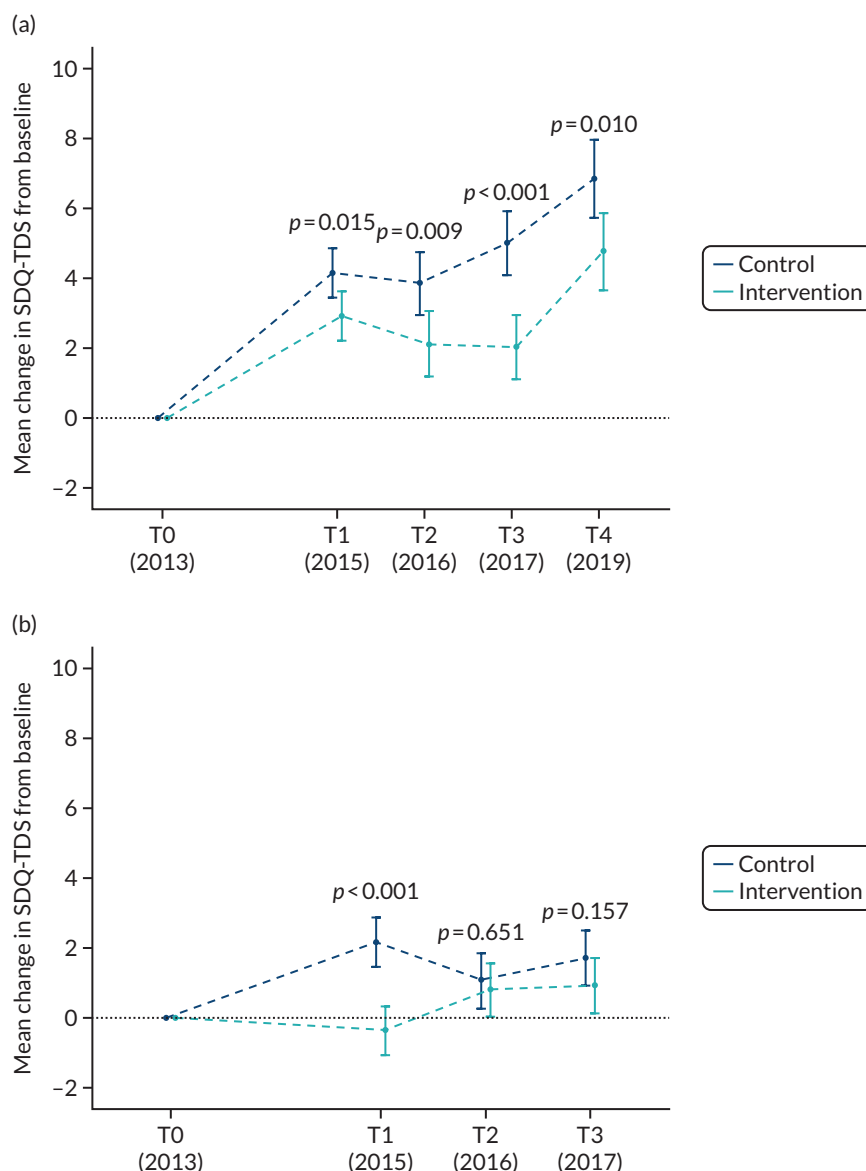 (a)
Mean change in SDQ-TDS from baseline
10
8
6
4
2
0
−2
p=0.015
p=0.009
p<0.001
p=0.010
T0 T1 T2 T3 T4
(2013) (2015) (2016) (2017) (2019)
Control
Intervention
(b)
Mean change in SDQ-TDS from baseline
10
8
6
4
2
0
−2
p<0.001
p=0.651
p=0.157
T0 T1 T2 T3
(2013) (2015) (2016) (2017)
Control
Intervention